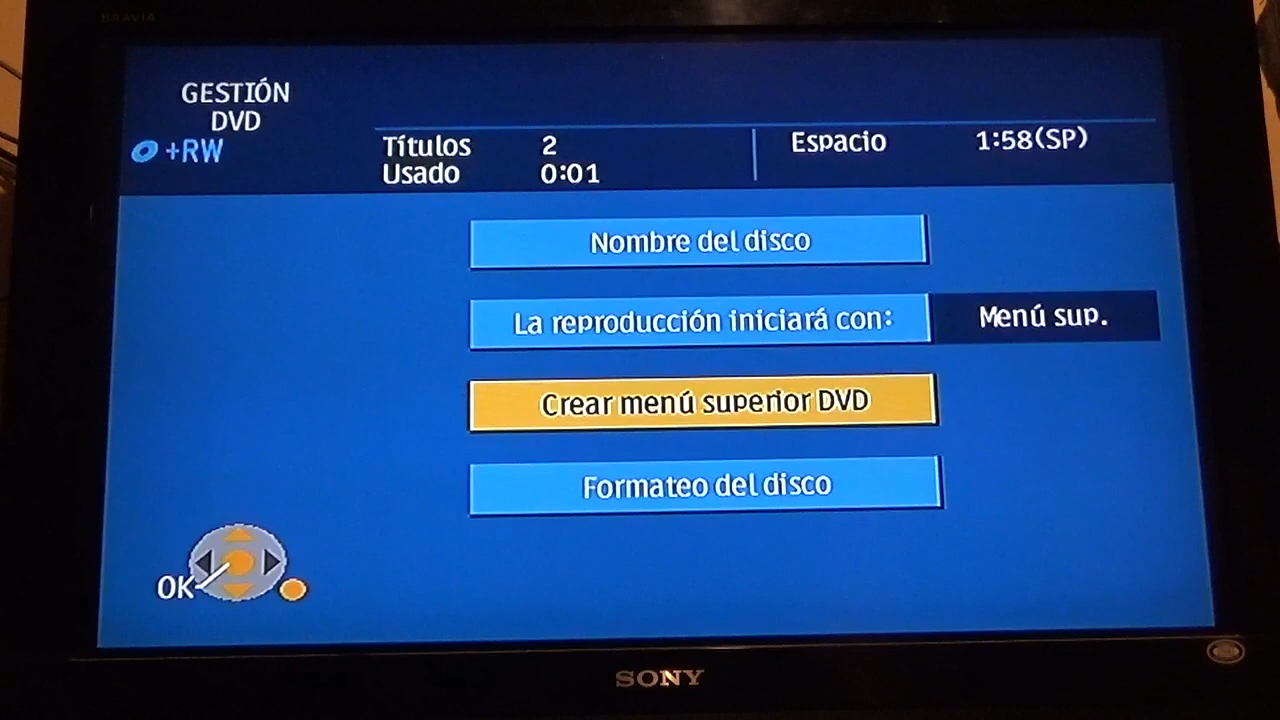 BRAVIA
GESTIÓN
DVD
+RW
Títulos 2
Usado 0:01
Espacio 1:58(SP)
Nombre del disco
La reproducción iniciará con: Menú sup.
Crear menú superior DVD
Formateo del disco
OK
SONY